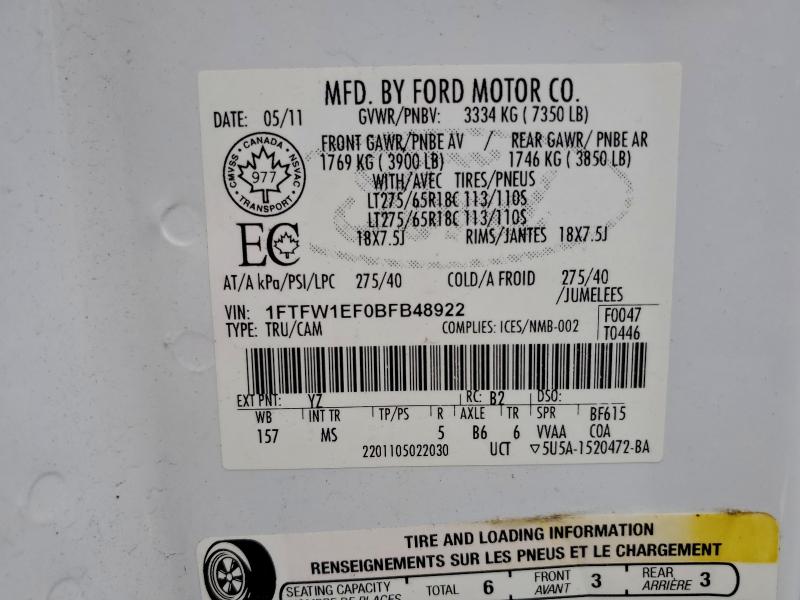 MFD. BY FORD MOTOR CO.
DATE: 05/11 GVWR/PNBV: 3334 KG ( 7350 LB)
FRONT GAWR/PNBE AV / REAR GAWR/ PNBE AR
1769 KG ( 3900 LB) 1746 KG ( 3850 LB)
WITH/AVEC TIRES/PNEUS
LT275/65R18C 113/110S
LT275/65R18C 113/110S
18X7.5J RIMS/JANTES 18X7.5J
CANADA
CMVSS NSVAC
977
TRANSPORT
EC
AT/A kPa/PSI/LPC 275/40 COLD/A FROID 275/40
/JUMELEES
VIN: 1FTFW1EF0BFB48922 F0047
TYPE: TRU/CAM COMPLIES: ICES/NMB-002 T0446
EXT PNT: YZ RC: B2 DSO:
WB INT TR TP/PS R AXLE TR SPR BF615
157 MS 5 B6 6 VVAA COA
2201105022030 UCT ▽5U5A-1520472-BA
TIRE AND LOADING INFORMATION
RENSEIGNEMENTS SUR LES PNEUS ET LE CHARGEMENT
SEATING CAPACITY TOTAL 6 FRONT AVANT 3 REAR ARRIÈRE 3